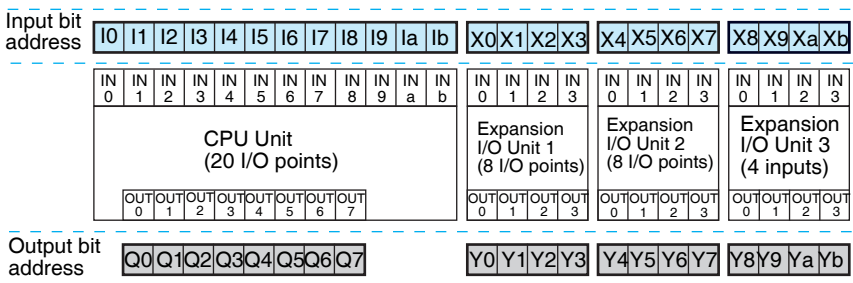 Input bit
address
I0 I1 I2 I3 I4 I5 I6 I7 I8 I9 Ia Ib X0 X1 X2 X3 X4 X5 X6 X7 X8 X9 Xa Xb
IN IN IN IN IN IN IN IN IN IN IN IN IN IN IN IN IN IN IN IN IN IN IN IN
0 1 2 3 4 5 6 7 8 9 a b 0 1 2 3 0 1 2 3 0 1 2 3
CPU Unit
(20 I/O points)
Expansion
I/O Unit 1
(8 I/O points)
Expansion
I/O Unit 2
(8 I/O points)
Expansion
I/O Unit 3
(4 inputs)
OUT OUT OUT OUT OUT OUT OUT OUT OUT OUT OUT OUT OUT OUT OUT OUT OUT OUT OUT OUT
0 1 2 3 4 5 6 7 0 1 2 3 0 1 2 3 0 1 2 3
Output bit
address
Q0 Q1 Q2 Q3 Q4 Q5 Q6 Q7 Y0 Y1 Y2 Y3 Y4 Y5 Y6 Y7 Y8 Y9 Ya Yb